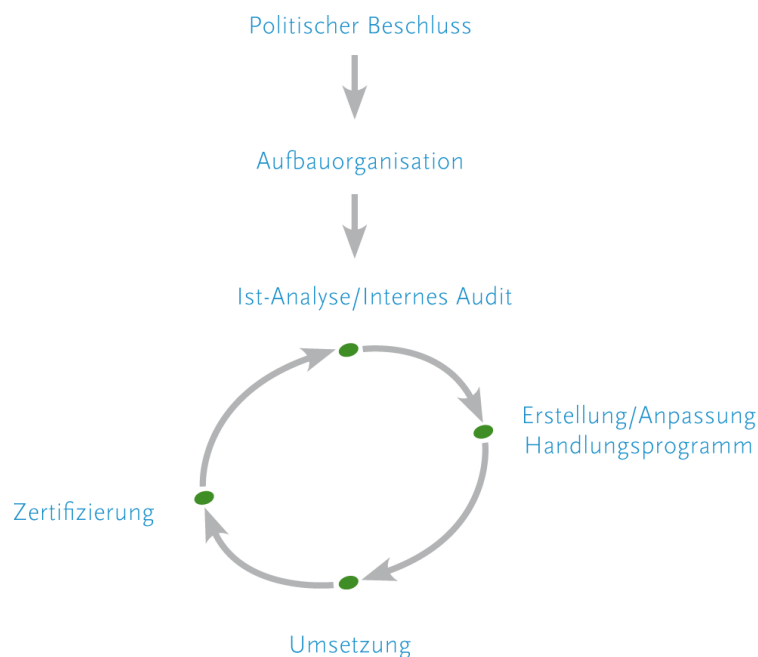 Politischer Beschluss
Aufbauorganisation
Ist-Analyse/Internes Audit
Erstellung/Anpassung
Handlungsprogramm
Zertifizierung
Umsetzung